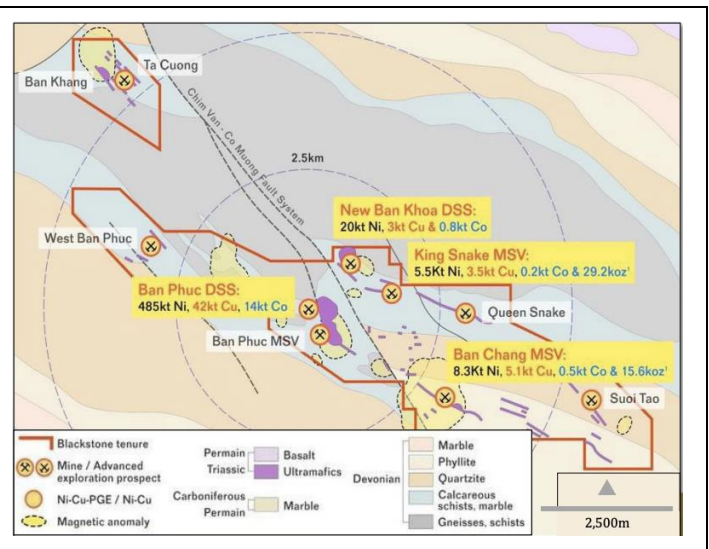 Ta Cuong
Ban Khang
Chim Van - Co Muong Fault System
2.5km
New Ban Khoa DSS:
20kt Ni, 3kt Cu & 0.8kt Co
West Ban Phuc
King Snake MSV:
5.5Kt Ni, 3.5kt Cu, 0.2kt Co & 29.2koz¹
Ban Phuc DSS:
485kt Ni, 42kt Cu, 14kt Co
Queen Snake
Ban Phuc MSV
Ban Chang MSV:
8.3Kt Ni, 5.1kt Cu, 0.5kt Co & 15.6koz¹
Suoi Tao
Blackstone tenure
Mine / Advanced
exploration prospect
Ni-Cu-PGE / Ni-Cu
Magnetic anomaly
Permain
Triassic
Basalt
Ultramafics
Carboniferous
Permain
Marble
Devonian
Marble
Phyllite
Quartzite
Calcareous
schists, marble
Gneisses, schists
2,500m